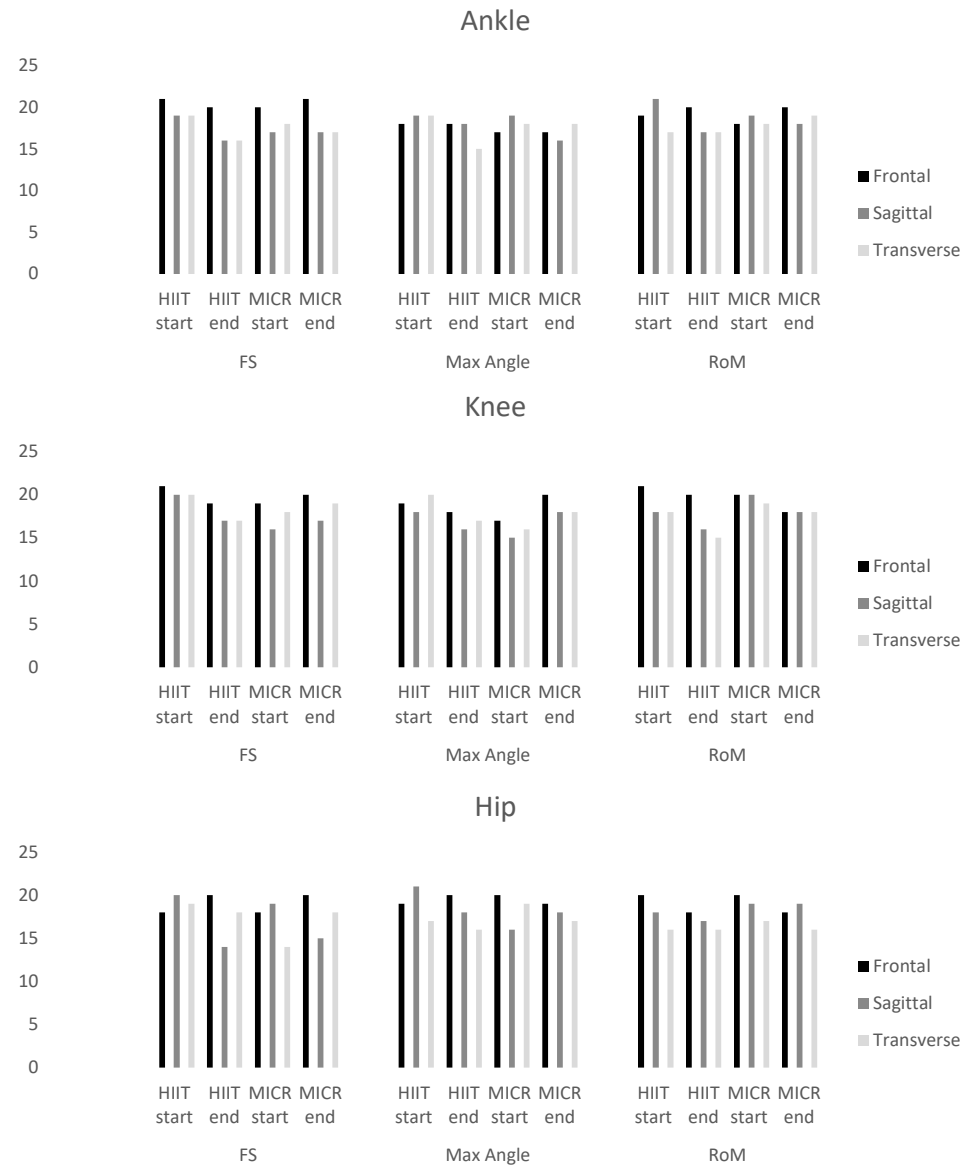 Ankle
25
20
15
10
5
0
HIIT HIIT MICR MICR HIIT HIIT MICR MICR HIIT HIIT MICR MICR
start end start end start end start end start end start end
FS Max Angle RoM
Frontal
Sagittal
Transverse
Knee
25
20
15
10
5
0
HIIT HIIT MICR MICR HIIT HIIT MICR MICR HIIT HIIT MICR MICR
start end start end start end start end start end start end
FS Max Angle RoM
Frontal
Sagittal
Transverse
Hip
25
20
15
10
5
0
HIIT HIIT MICR MICR HIIT HIIT MICR MICR HIIT HIIT MICR MICR
start end start end start end start end start end start end
FS Max Angle RoM
Frontal
Sagittal
Transverse